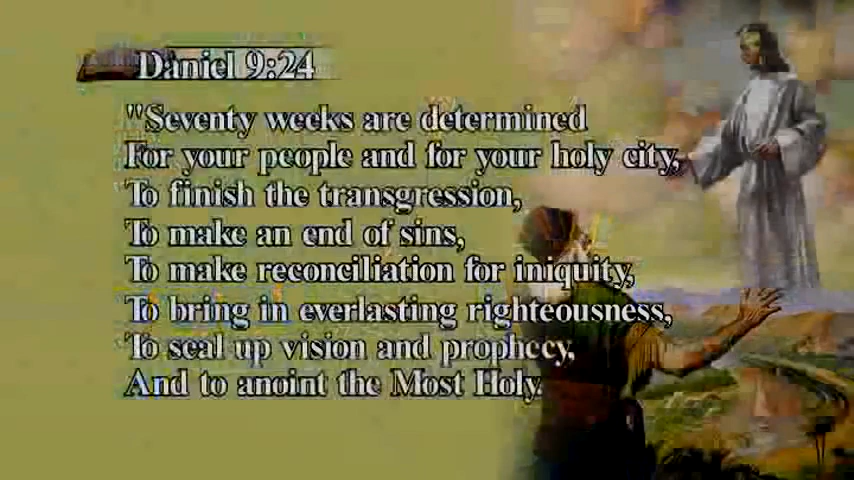 Daniel 9:24
"Seventy weeks are determined
For your people and for your holy city,
To finish the transgression,
To make an end of sins,
To make reconciliation for iniquity,
To bring in everlasting righteousness,
To seal up vision and prophecy,
And to anoint the Most Holy.